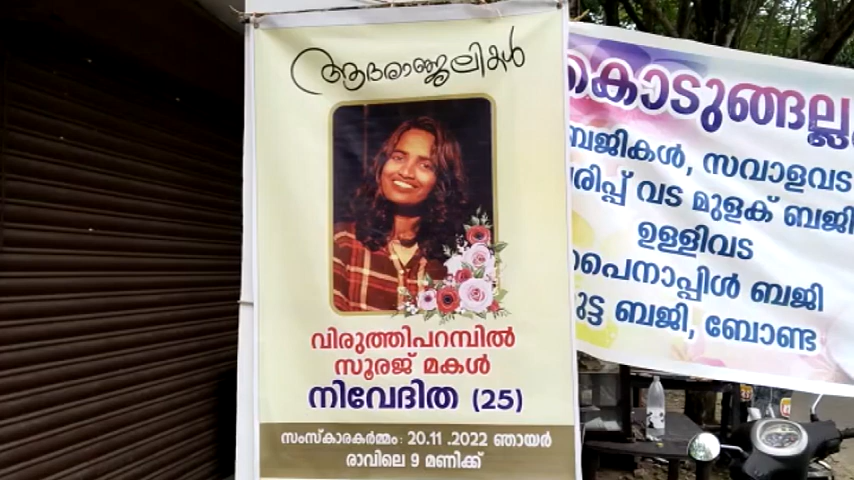 ആദരാഞ്ജലികൾ
വിരുത്തിപറമ്പിൽ
സൂരജ് മകൾ
നിവേദിത (25)
സംസ്കാരകർമ്മം: 20.11.2022 ഞായർ
രാവിലെ 9 മണിക്ക്
ബജികൾ, സവാളവട
വട മുളക് ബജി
ഉള്ളിവട
പൈനാപ്പിൾ ബജി
ബജി, ബോണ്ട